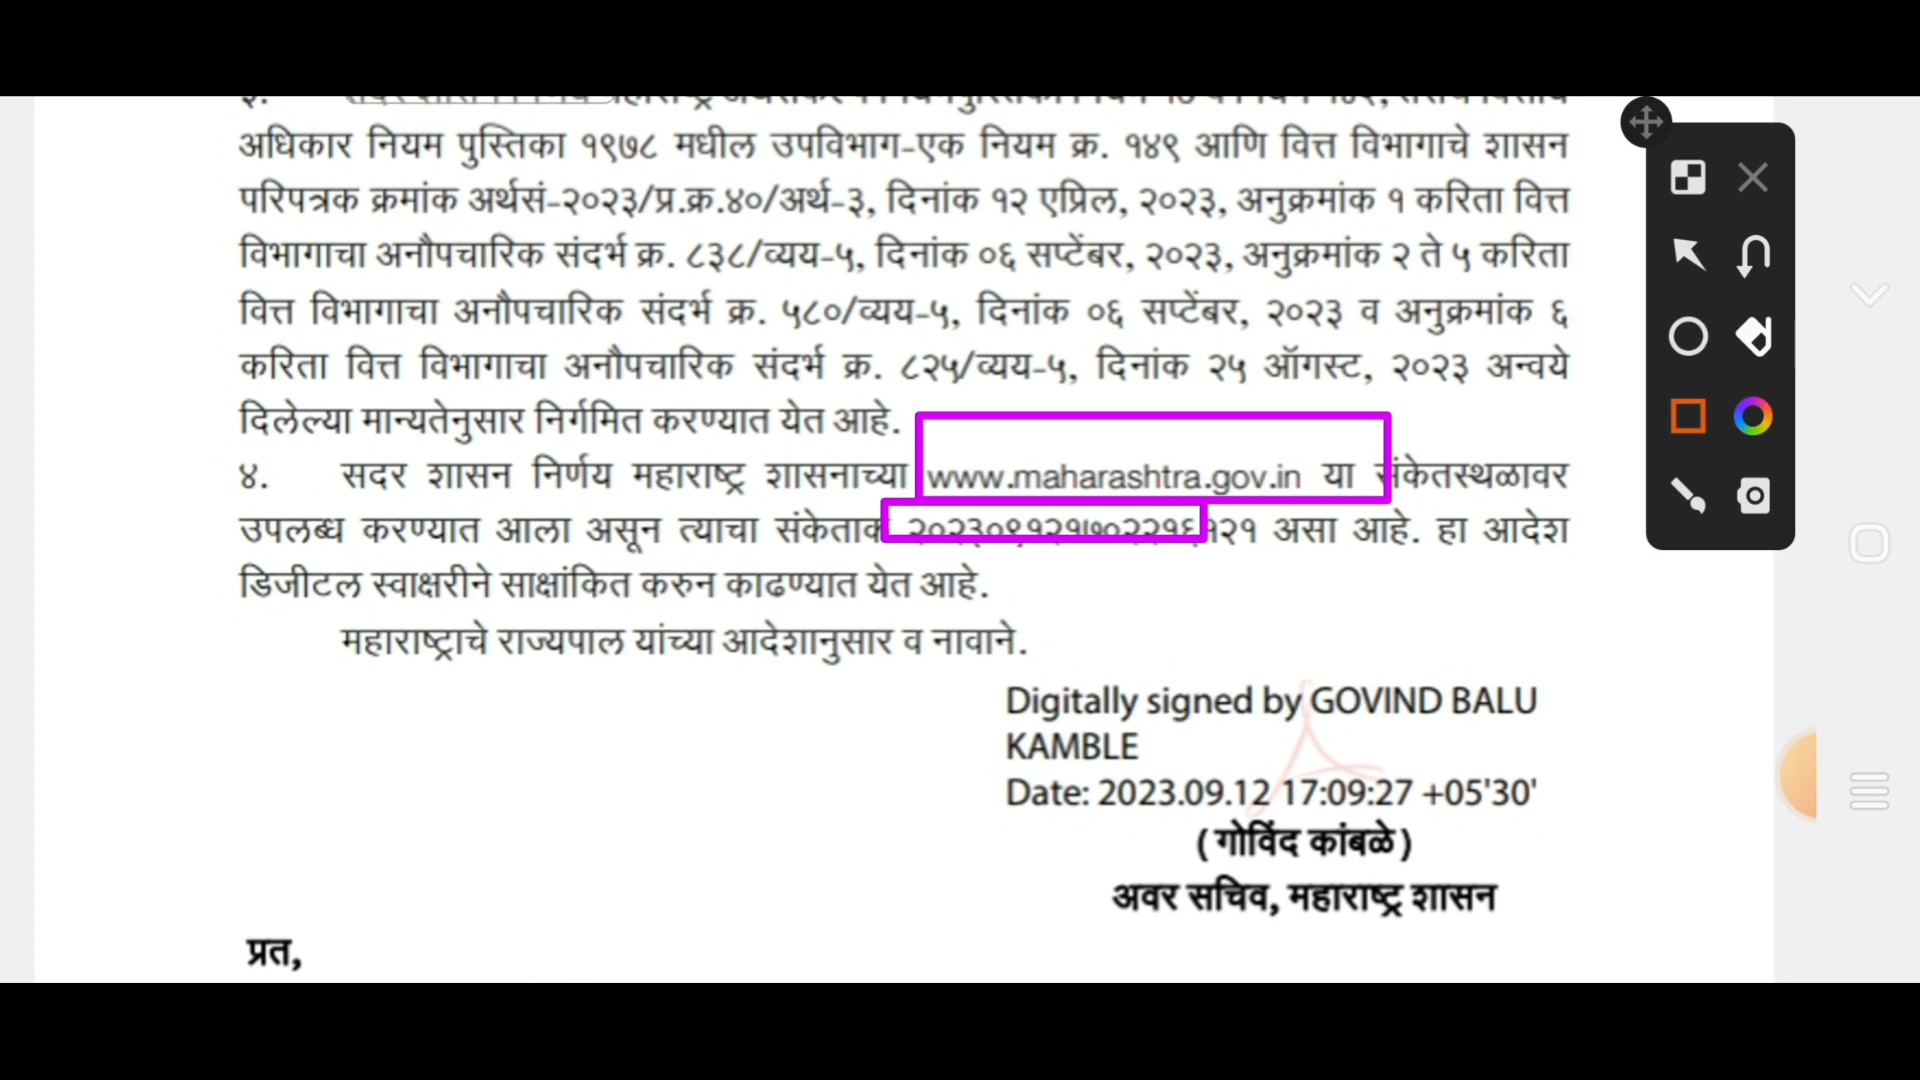 अधिकार नियम पुस्तिका १९७८ मधील उपविभाग-एक नियम क्र. १४९ आणि वित्त विभागाचे शासन
परिपत्रक क्रमांक अर्थसं-२०२३/प्र.क्र.४०/अर्थ-३, दिनांक १२ एप्रिल, २०२३, अनुक्रमांक १ करिता वित्त
विभागाचा अनौपचारिक संदर्भ क्र. ८३८/व्यय-५, दिनांक ०६ सप्टेंबर, २०२३, अनुक्रमांक २ ते ५ करिता
वित्त विभागाचा अनौपचारिक संदर्भ क्र. ५८०/व्यय-५, दिनांक ०६ सप्टेंबर, २०२३ व अनुक्रमांक ६
करिता वित्त विभागाचा अनौपचारिक संदर्भ क्र. ८२५/व्यय-५, दिनांक २५ ऑगस्ट, २०२३ अन्वये
दिलेल्या मान्यतेनुसार निर्गमित करण्यात येत आहे.
४. सदर शासन निर्णय महाराष्ट्र शासनाच्या www.maharashtra.gov.in या संकेतस्थळावर
उपलब्ध करण्यात आला असून त्याचा संकेताक २०२३०९१२१७०२२१६१२१ असा आहे. हा आदेश
डिजीटल स्वाक्षरीने साक्षांकित करुन काढण्यात येत आहे.
महाराष्ट्राचे राज्यपाल यांच्या आदेशानुसार व नावाने.
Digitally signed by GOVIND BALU
KAMBLE
Date: 2023.09.12 17:09:27 +05'30'
(गोविंद कांबळे)
अवर सचिव, महाराष्ट्र शासन
प्रत,